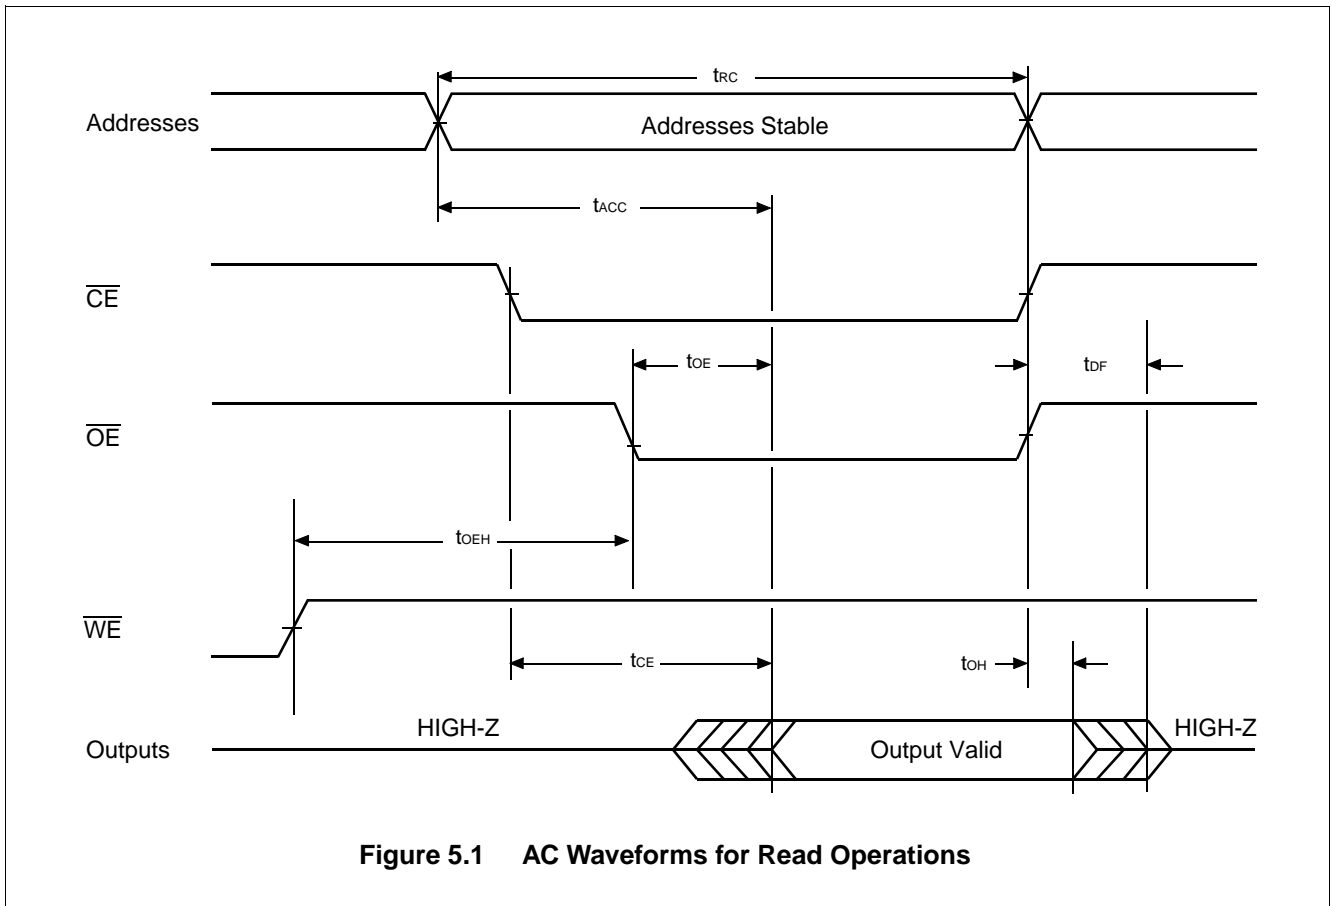 tRC
Addresses
Addresses Stable
tACC
CE
tOE
tDF
OE
tOEH
WE
tCE
tOH
HIGH-Z
HIGH-Z
Outputs
Output Valid
Figure 5.1 AC Waveforms for Read Operations